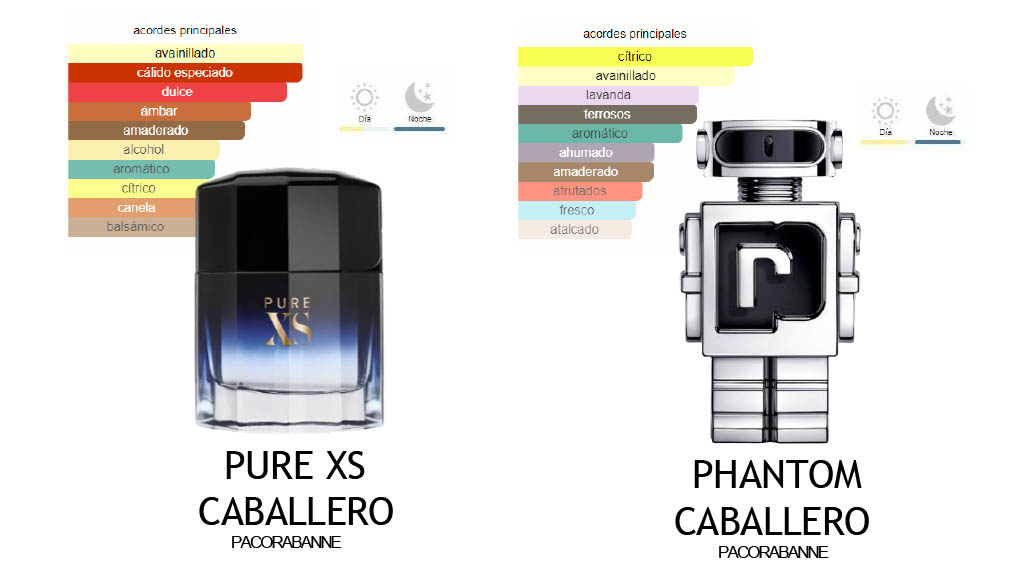 acordes principales
avainillado
cálido especiado
dulce
ámbar
amaderado
alcohol
aromático
cítrico
canela
balsámico
Día
Noche
PURE
XS
PURE XS
CABALLERO
PACORABANNE
acordes principales
cítrico
avainillado
lavanda
terrosos
aromático
ahumado
amaderado
afrutados
fresco
atalcado
Día
Noche
PHANTOM
CABALLERO
PACORABANNE